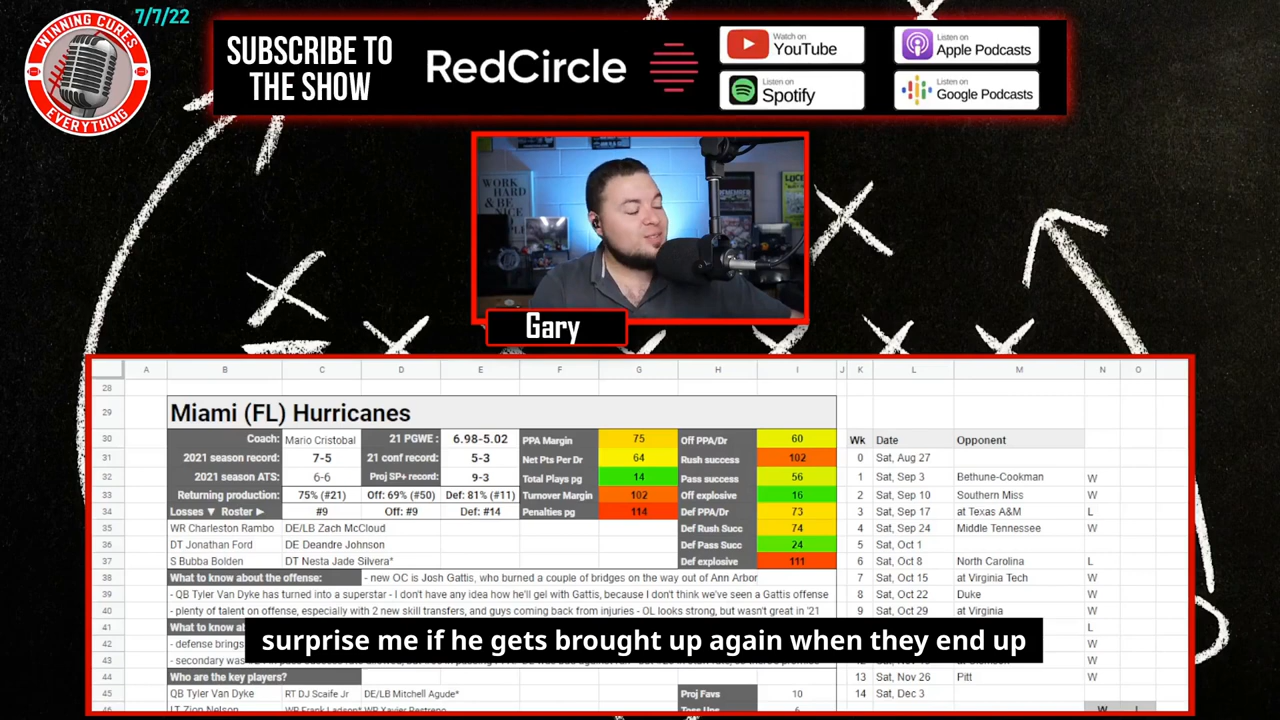 7/7/22
WINNING CURES
EVERYTHING
SUBSCRIBE TO
THE SHOW
RedCircle
Watch on
YouTube
Listen on
Spotify
Listen on
Apple Podcasts
Listen on
Google Podcasts
WORK
HARD
& BE
NICE
Gary
A B C D E F G H I J K L M N O
28
29 Miami (FL) Hurricanes
30 Coach: Mario Cristobal 21 PGWE : 6.98-5.02 PPA Margin 75 Off PPA/Dr 60 Wk Date Opponent
31 2021 season record: 7-5 21 conf record: 5-3 Net Pts Per Dr 64 Rush success 102 0 Sat, Aug 27
32 2021 season ATS: 6-6 Proj SP+ record: 9-3 Total Plays pg 14 Pass success 56 1 Sat, Sep 3 Bethune-Cookman W
33 Returning production: 75% (#21) Off: 69% (#50) Def: 81% (#11) Turnover Margin 102 Off explosive 16 2 Sat, Sep 10 Southern Miss W
34 Losses ▼ Roster ► #9 Off: #9 Def: #14 Penalties pg 114 Def PPA/Dr 73 3 Sat, Sep 17 at Texas A&M L
35 WR Charleston Rambo DE/LB Zach McCloud Def Rush Succ 74 4 Sat, Sep 24 Middle Tennessee W
36 DT Jonathan Ford DE Deandre Johnson Def Pass Succ 24 5 Sat, Oct 1
37 S Bubba Bolden DT Nesta Jade Silvera* Def explosive 111 6 Sat, Oct 8 North Carolina L
38 What to know about the offense: - new OC is Josh Gattis, who burned a couple of bridges on the way out of Ann Arbor 7 Sat, Oct 15 at Virginia Tech W
39 - QB Tyler Van Dyke has turned into a superstar - I don't have any idea how he'll gel with Gattis, because I don't think we've seen a Gattis offense 8 Sat, Oct 22 Duke W
40 - plenty of talent on offense, especially with 2 new skill transfers, and guys coming back from injuries - OL looks strong, but wasn't great in '21 9 Sat, Oct 29 at Virginia W
41 What to know L
42 - defense brings W
43 - secondary was W
surprise me if he gets brought up again when they end up
44 Who are the key players? 13 Sat, Nov 26 Pitt W
45 QB Tyler Van Dyke RT DJ Scaife Jr DE/LB Mitchell Agude* Proj Favs 10 14 Sat, Dec 3
46 LT Zion Nelson WR Frank Ladson* WR Xavier Restrepo Toss Ups W L